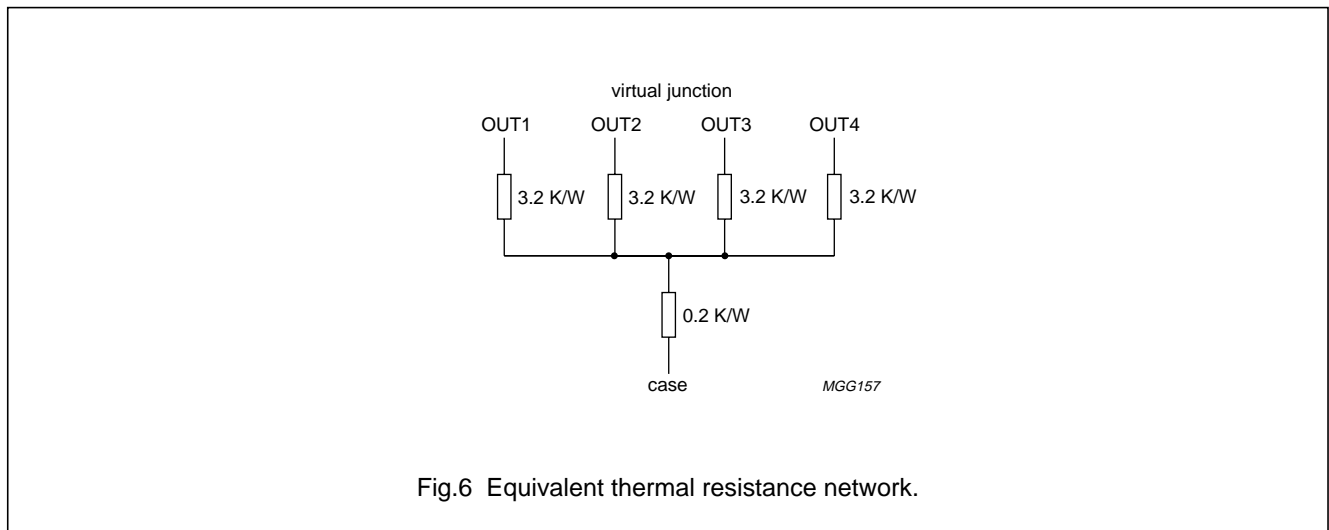 virtual junction
OUT1 OUT2 OUT3 OUT4
3.2 K/W 3.2 K/W 3.2 K/W 3.2 K/W
0.2 K/W
case
MGG157
Fig.6 Equivalent thermal resistance network.